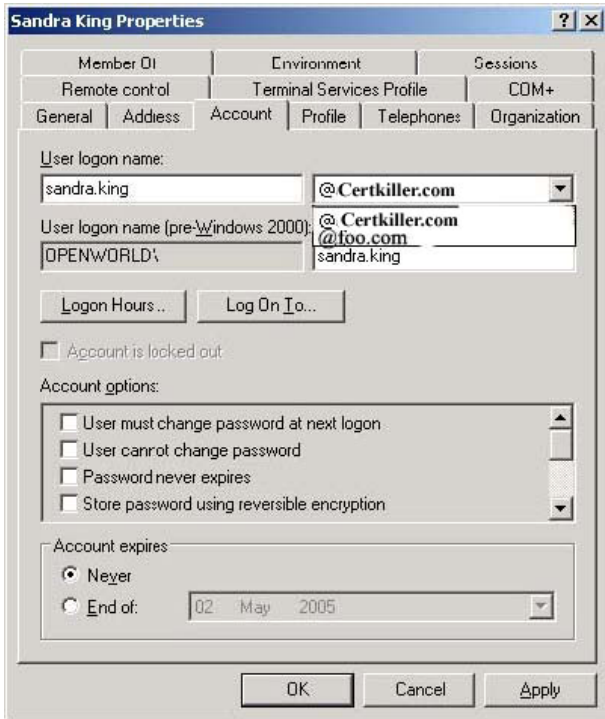 Sandra King Properties
Member Of Environment Sessions
Remote control Terminal Services Profile COM+
General Address Account Profile Telephones Organization
User logon name:
sandra.king @Certkiller.com
@ Certkiller.com
User logon name (pre-Windows 2000):
@foo.com
OPENWORLD\ sandra.king
Logon Hours... Log On To...
Account is locked out
Account options:
User must change password at next logon
User cannot change password
Password never expires
Store password using reversible encryption
Account expires
Never
End of: 02 May 2005
OK Cancel Apply